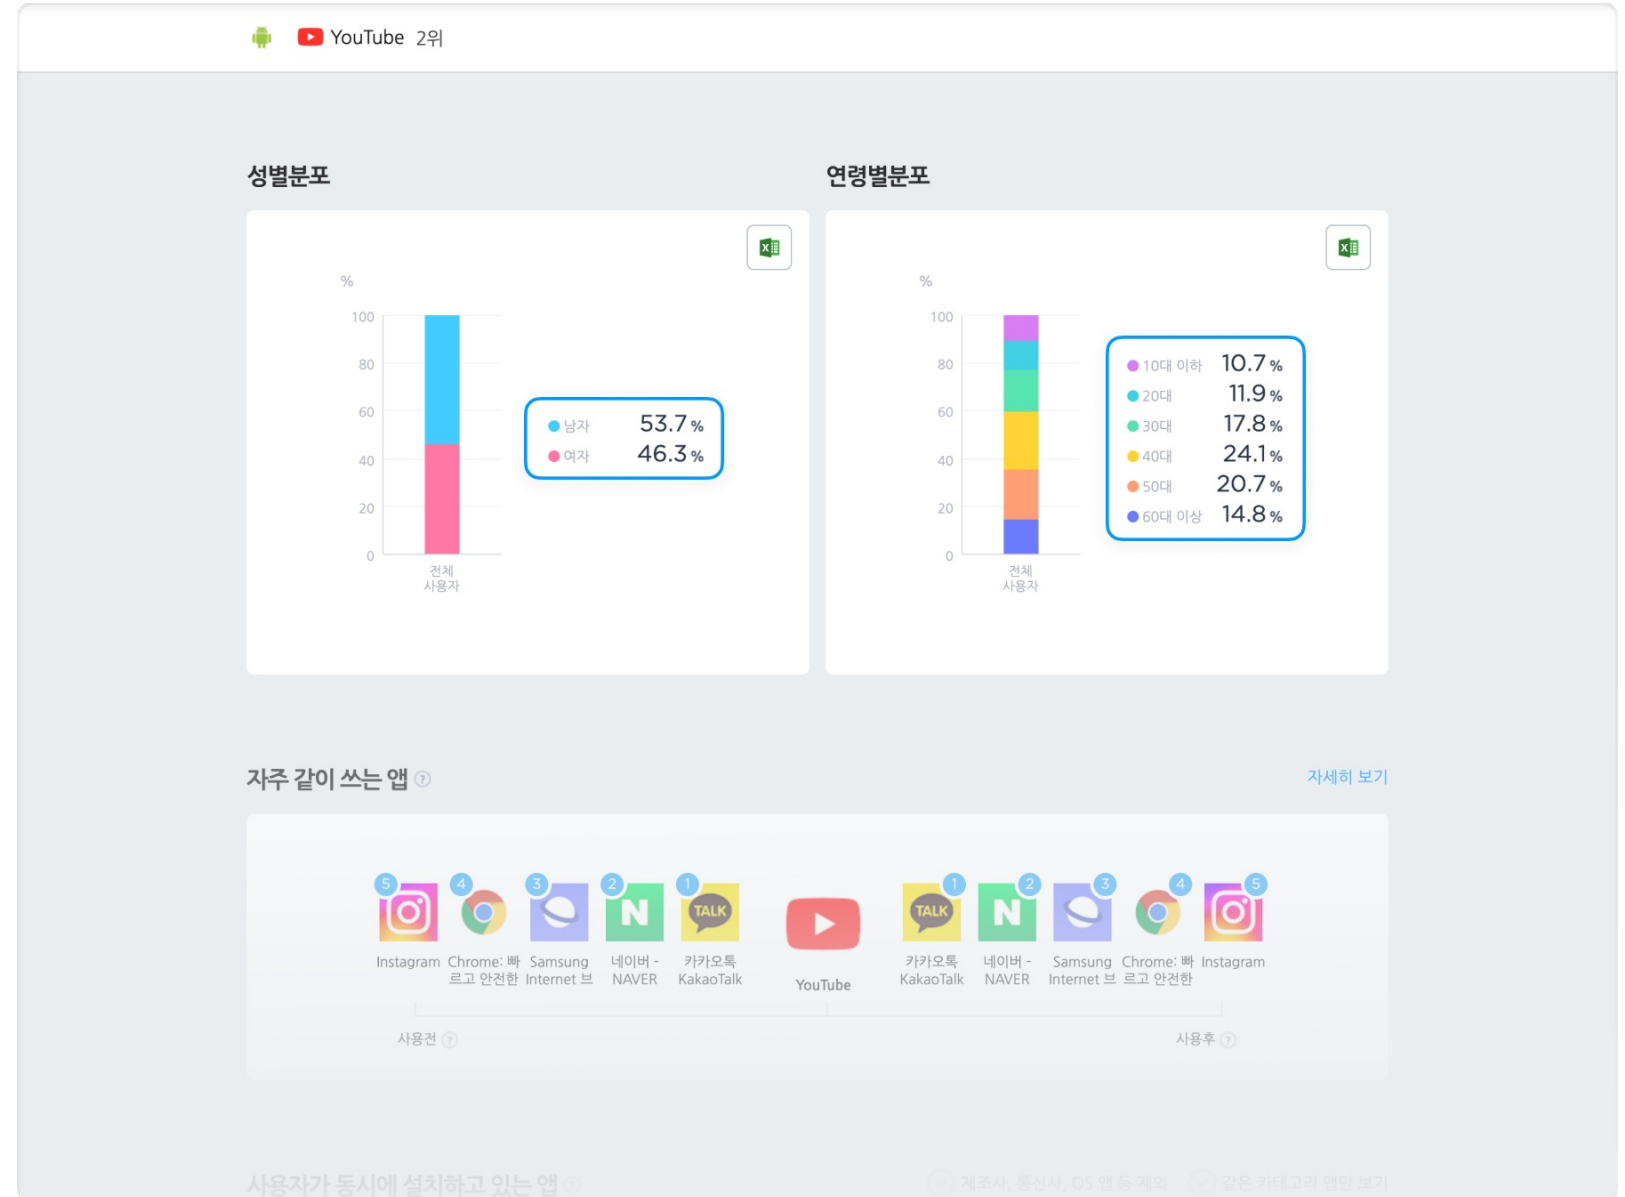 YouTube 2위
성별분포
%
100
80
60
40
20
0
전체
사용자
남자 53.7 %
여자 46.3 %
연령별분포
%
100
80
60
40
20
0
전체
사용자
10대 이하 10.7 %
20대 11.9 %
30대 17.8 %
40대 24.1 %
50대 20.7 %
60대 이상 14.8 %
자주 같이 쓰는 앱 ?
자세히 보기
5 4 3 2 1 1 2 3 4 5
N TALK TALK N
Instagram Chrome: 빠 Samsung 네이버 - 카카오톡 카카오톡 네이버 - Samsung Chrome: 빠 Instagram
르고 안전한 Internet 브 NAVER KakaoTalk YouTube KakaoTalk NAVER Internet 브 르고 안전한
사용전 ? 사용후 ?
사용자가 동시에 설치하고 있는 앱 ? 제조사, 통신사, OS 앱 등 제외 같은 카테고리 앱만 보기